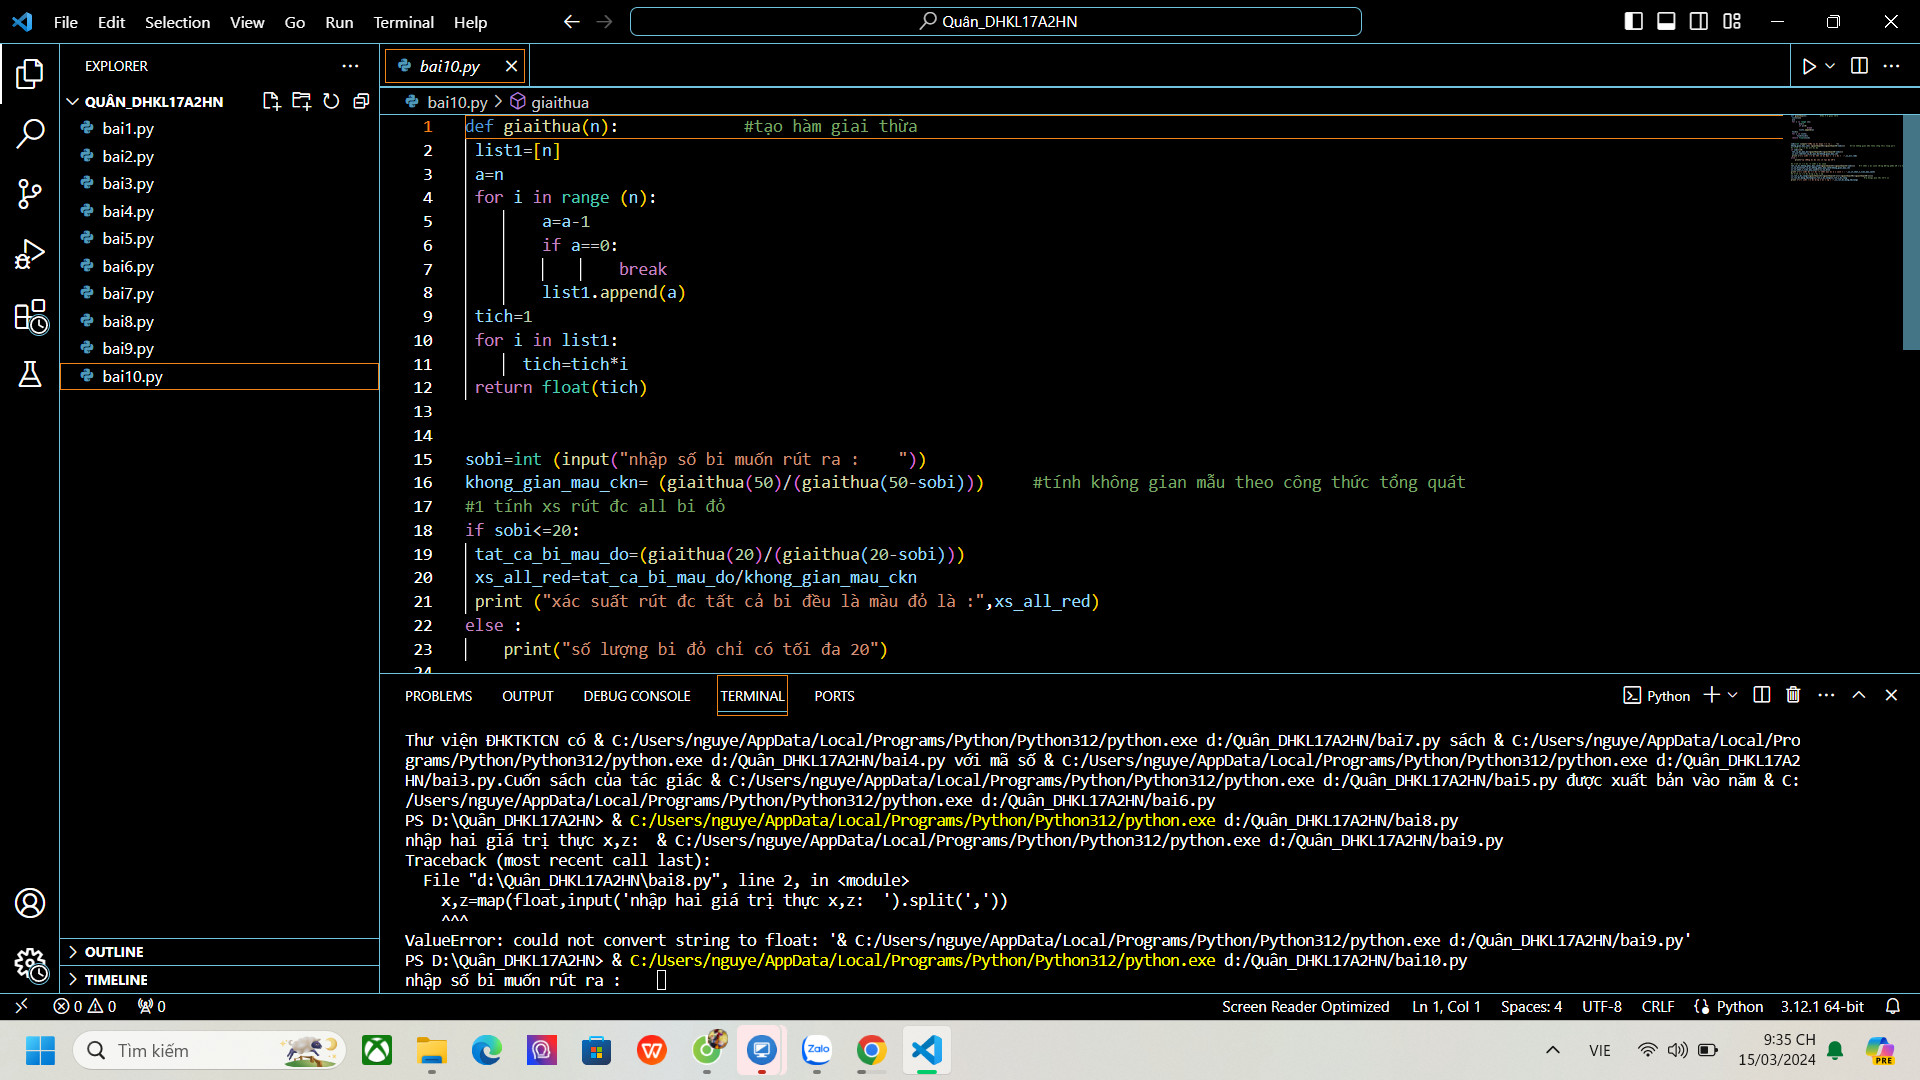 File Edit Selection View Go Run Terminal Help
Quân_DHKL17A2HN
EXPLORER
QUÂN_DHKL17A2HN
bai1.py
bai2.py
bai3.py
bai4.py
bai5.py
bai6.py
bai7.py
bai8.py
bai9.py
bai10.py
OUTLINE
TIMELINE
bai10.py
bai10.py > giaithua
1 def giaithua(n): #tạo hàm giai thừa
2 list1=[n]
3 a=n
4 for i in range (n):
5 a=a-1
6 if a==0:
7 break
8 list1.append(a)
9 tich=1
10 for i in list1:
11 tich=tich*i
12 return float(tich)
13
14
15 sobi=int (input("nhập số bi muốn rút ra :    "))
16 khong_gian_mau_ckn= (giaithua(50)/(giaithua(50-sobi))) #tính không gian mẫu theo công thức tổng quát
17 #1 tính xs rút đc all bi đỏ
18 if sobi<=20:
19 tat_ca_bi_mau_do=(giaithua(20)/(giaithua(20-sobi)))
20 xs_all_red=tat_ca_bi_mau_do/khong_gian_mau_ckn
21 print ("xác suất rút đc tất cả bi đều là màu đỏ là :",xs_all_red)
22 else :
23 print("số lượng bi đỏ chỉ có tối đa 20")
24
PROBLEMS OUTPUT DEBUG CONSOLE TERMINAL PORTS
Python
Thư viện ĐHKTKTCN có & C:/Users/nguye/AppData/Local/Programs/Python/Python312/python.exe d:/Quân_DHKL17A2HN/bai7.py sách & C:/Users/nguye/AppData/Local/Pro
grams/Python/Python312/python.exe d:/Quân_DHKL17A2HN/bai4.py với mã số & C:/Users/nguye/AppData/Local/Programs/Python/Python312/python.exe d:/Quân_DHKL17A2
HN/bai3.py.Cuốn sách của tác giác & C:/Users/nguye/AppData/Local/Programs/Python/Python312/python.exe d:/Quân_DHKL17A2HN/bai5.py được xuất bản vào năm & C:
/Users/nguye/AppData/Local/Programs/Python/Python312/python.exe d:/Quân_DHKL17A2HN/bai6.py
PS D:\Quân_DHKL17A2HN> & C:/Users/nguye/AppData/Local/Programs/Python/Python312/python.exe d:/Quân_DHKL17A2HN/bai8.py
nhập hai giá trị thực x,z:  & C:/Users/nguye/AppData/Local/Programs/Python/Python312/python.exe d:/Quân_DHKL17A2HN/bai9.py
Traceback (most recent call last):
File "d:\Quân_DHKL17A2HN\bai8.py", line 2, in <module>
x,z=map(float,input('nhập hai giá trị thực x,z:  ').split(','))
^^^
ValueError: could not convert string to float: '& C:/Users/nguye/AppData/Local/Programs/Python/Python312/python.exe d:/Quân_DHKL17A2HN/bai9.py'
PS D:\Quân_DHKL17A2HN> & C:/Users/nguye/AppData/Local/Programs/Python/Python312/python.exe d:/Quân_DHKL17A2HN/bai10.py
nhập số bi muốn rút ra :
0 0 0 Screen Reader Optimized Ln 1, Col 1 Spaces: 4 UTF-8 CRLF Python 3.12.1 64-bit
Tìm kiếm
Zalo
VIE
9:35 CH
15/03/2024
PRE